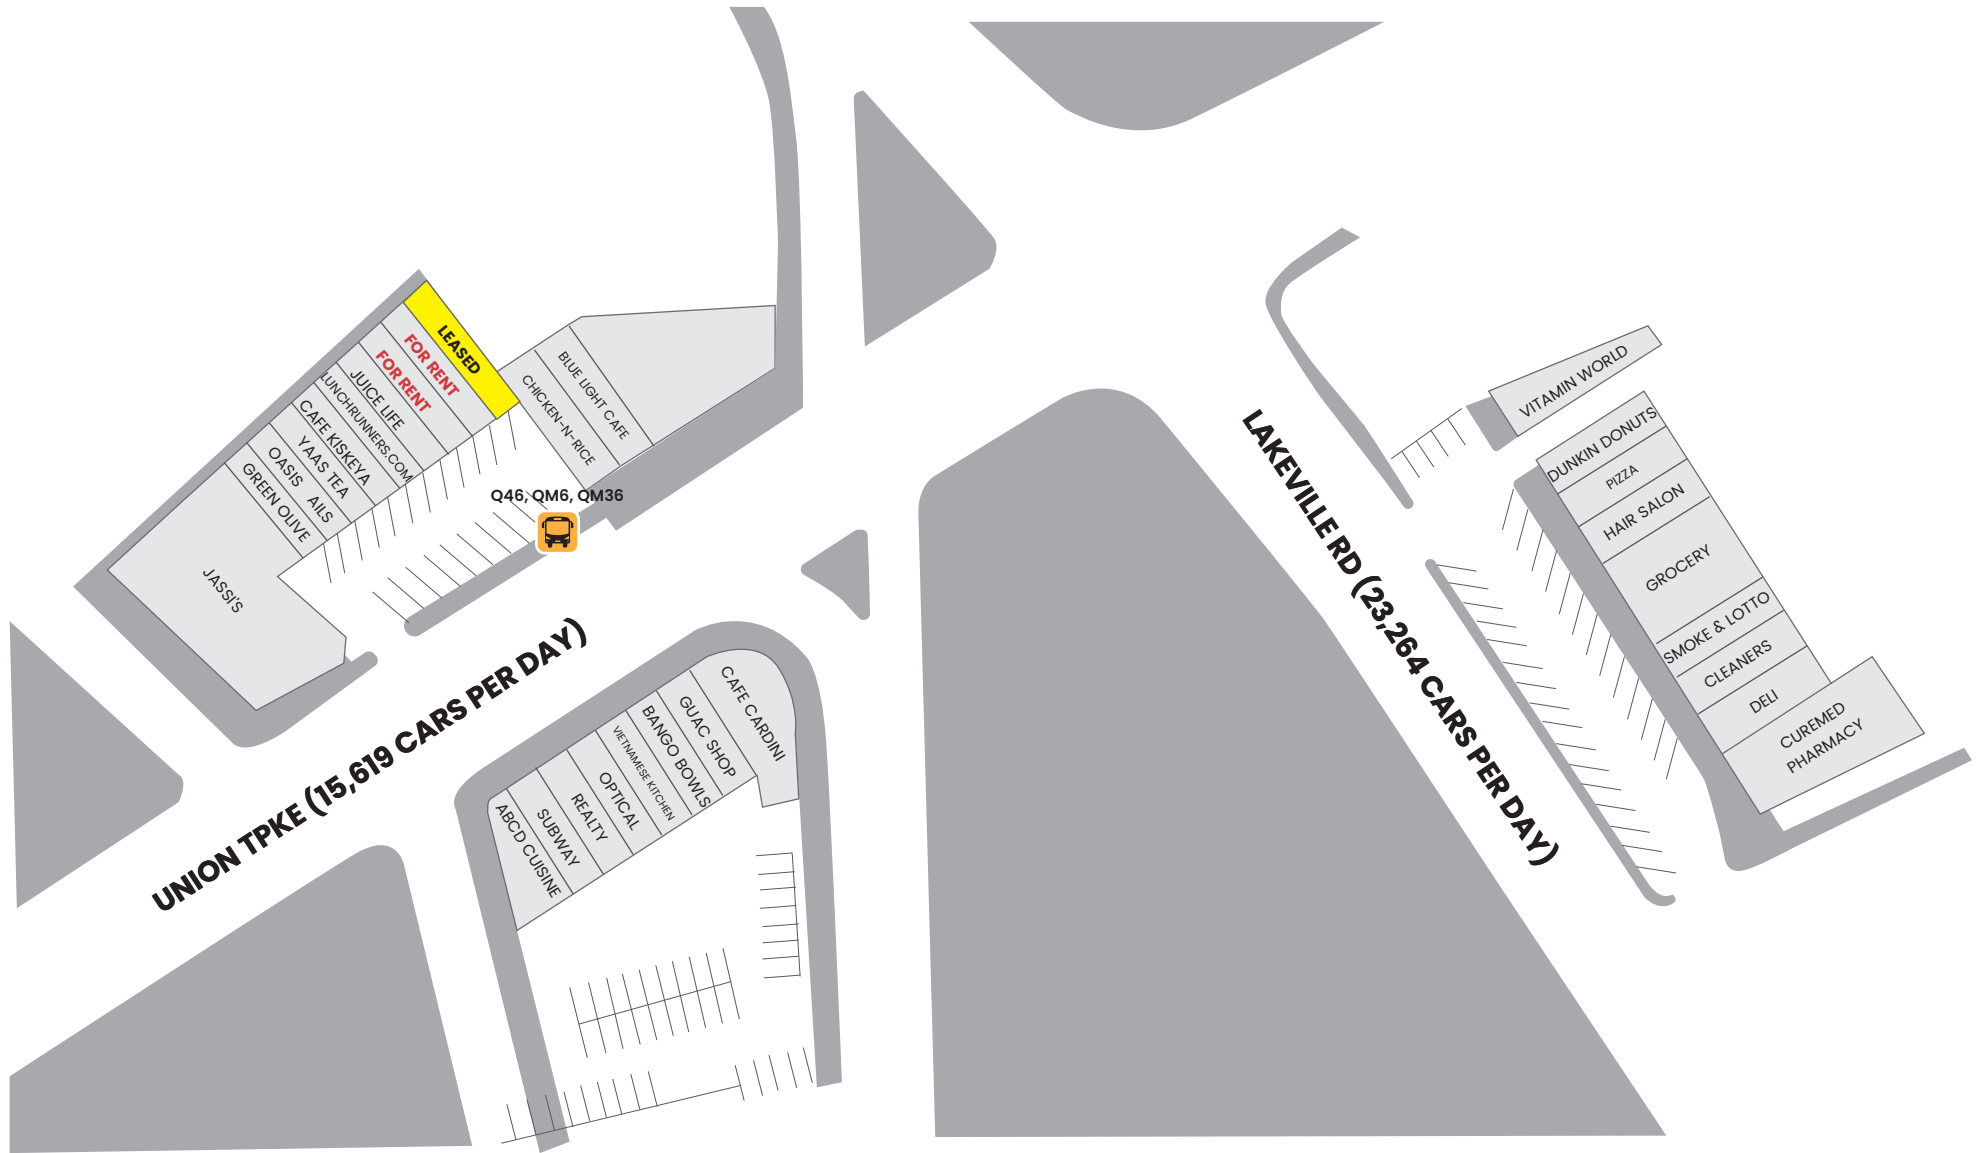 LEASED
FOR RENT
FOR RENT
JUICE LIFE
LUNCHRUNNERS.COM
CAFE KISKEYA
YAAS TEA
OASIS AILS
GREEN OLIVE
JASSI'S
BLUE LIGHT CAFE
CHICKEN-N-RICE
Q46, QM6, QM36
UNION TPKE (15,619 CARS PER DAY)
ABCD CUISINE
SUBWAY
REALTY
OPTICAL
VIETNAMESE KITCHEN
BANGO BOWLS
GUAC SHOP
CAFE CARDINI
LAKEVILLE RD (23,264 CARS PER DAY)
VITAMIN WORLD
DUNKIN DONUTS
PIZZA
HAIR SALON
GROCERY
SMOKE & LOTTO
CLEANERS
DELI
CUREMED
PHARMACY